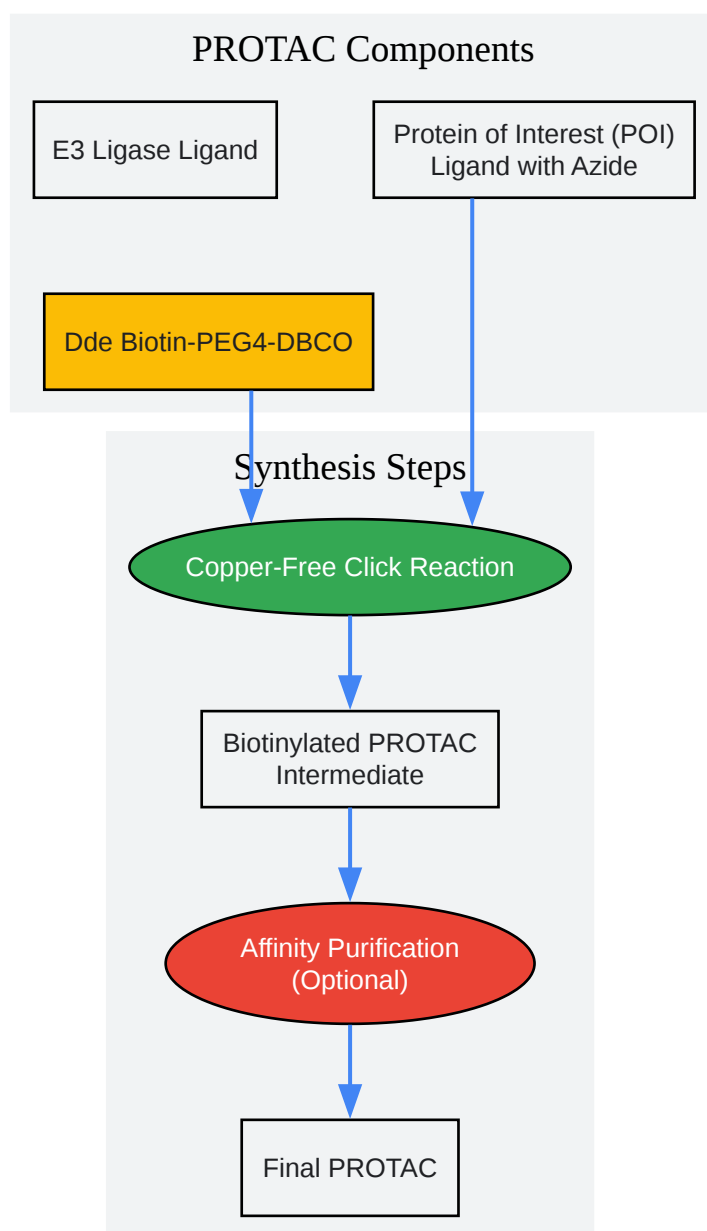 PROTAC Components
E3 Ligase Ligand
Protein of Interest (POI)
Ligand with Azide
Dde Biotin-PEG4-DBCO
Synthesis Steps
Copper-Free Click Reaction
Biotinylated PROTAC
Intermediate
Affinity Purification
(Optional)
Final PROTAC